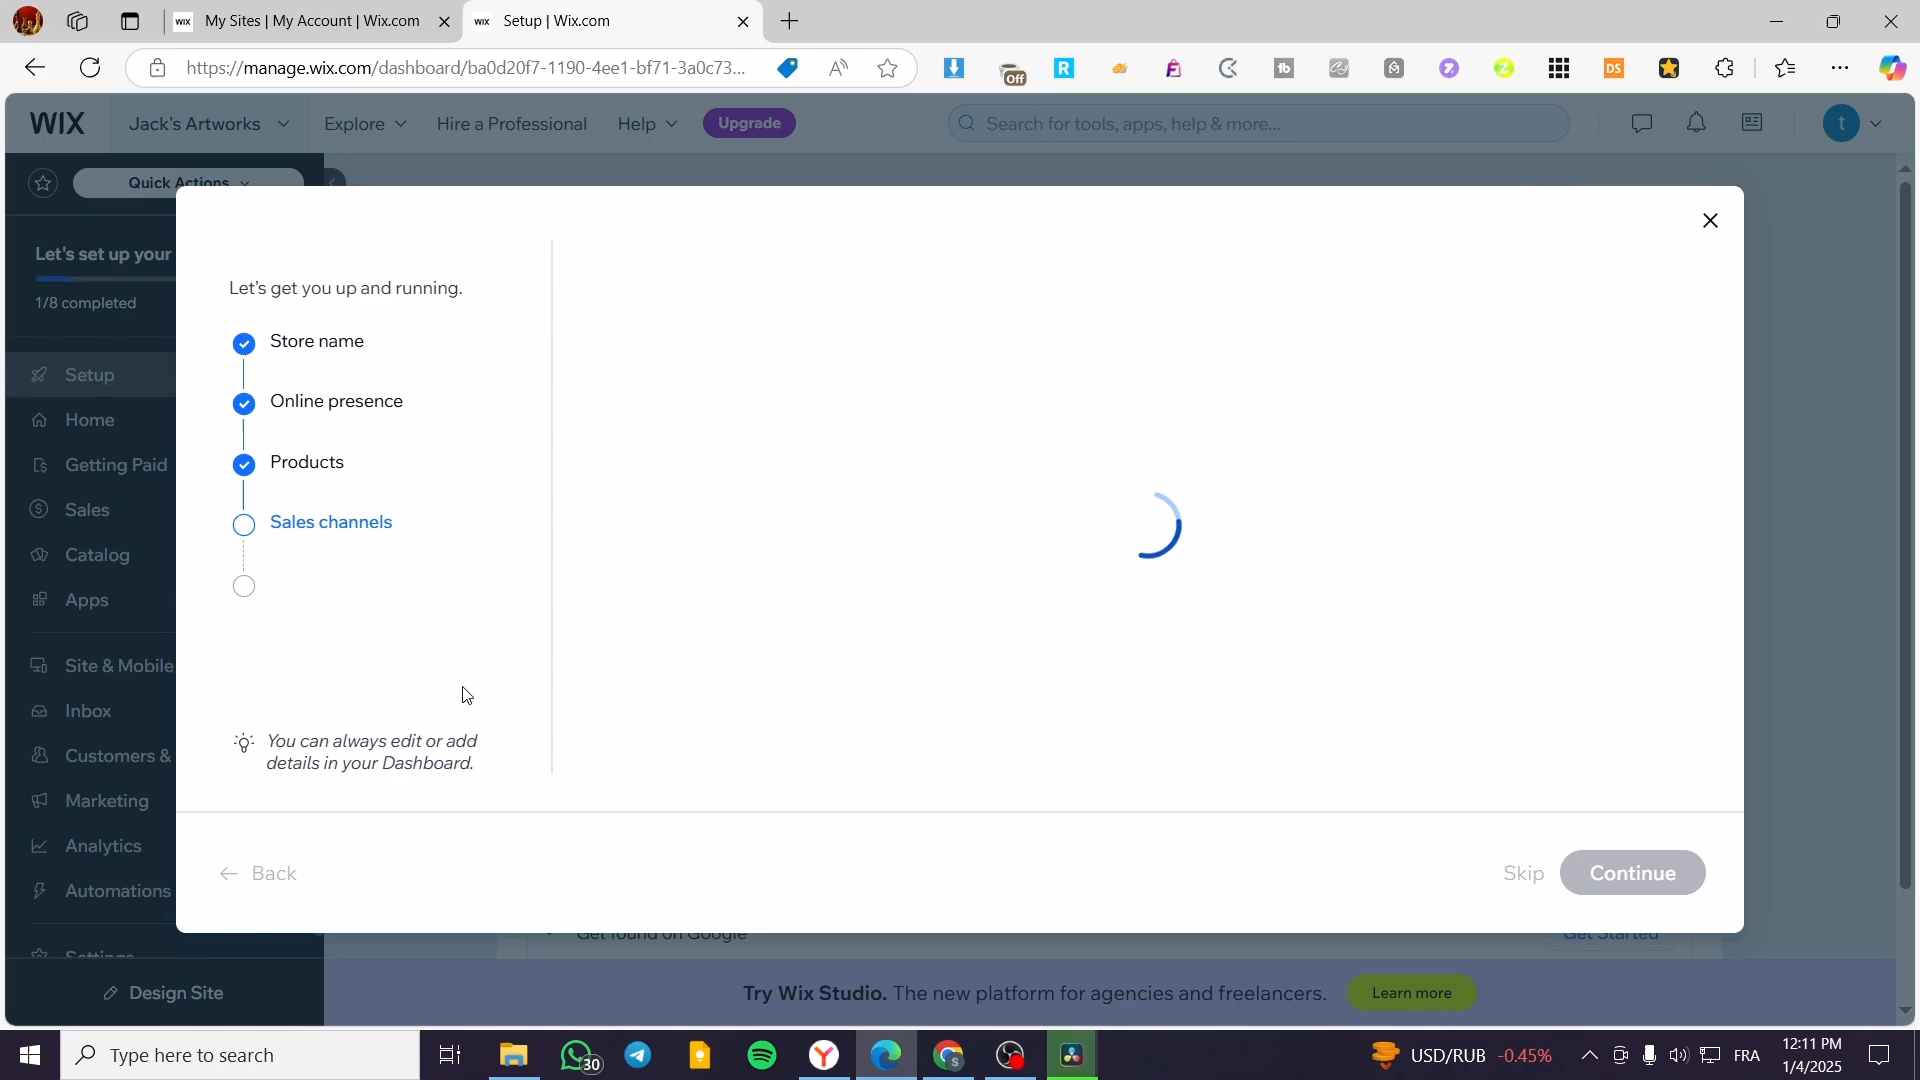 WIX My Sites | My Account | Wix.com
WIX Setup | Wix.com
https://manage.wix.com/dashboard/ba0d20f7-1190-4ee1-bf71-3a0c73...
Off
DS
WIX Jack's Artworks Explore Hire a Professional Help Upgrade Search for tools, apps, help & more... t
Quick Actions
Let's set up your
1/8 completed
Setup
Home
Getting Paid
Sales
Catalog
Apps
Site & Mobile
Inbox
Customers &
Marketing
Analytics
Automations
Settings
Design Site
Let's get you up and running.
Store name
Online presence
Products
Sales channels
You can always edit or add
details in your Dashboard.
Back
Skip Continue
Get found on Google Get Started
Try Wix Studio. The new platform for agencies and freelancers. Learn more
Type here to search
30
USD/RUB -0.45%
FRA
12:11 PM
1/4/2025